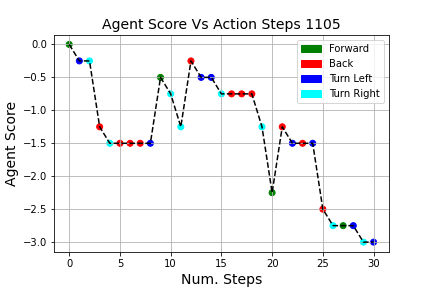 Agent Score Vs Action Steps 1105
Agent Score
0.0
−0.5
−1.0
−1.5
−2.0
−2.5
−3.0
Forward
Back
Turn Left
Turn Right
0 5 10 15 20 25 30
Num. Steps